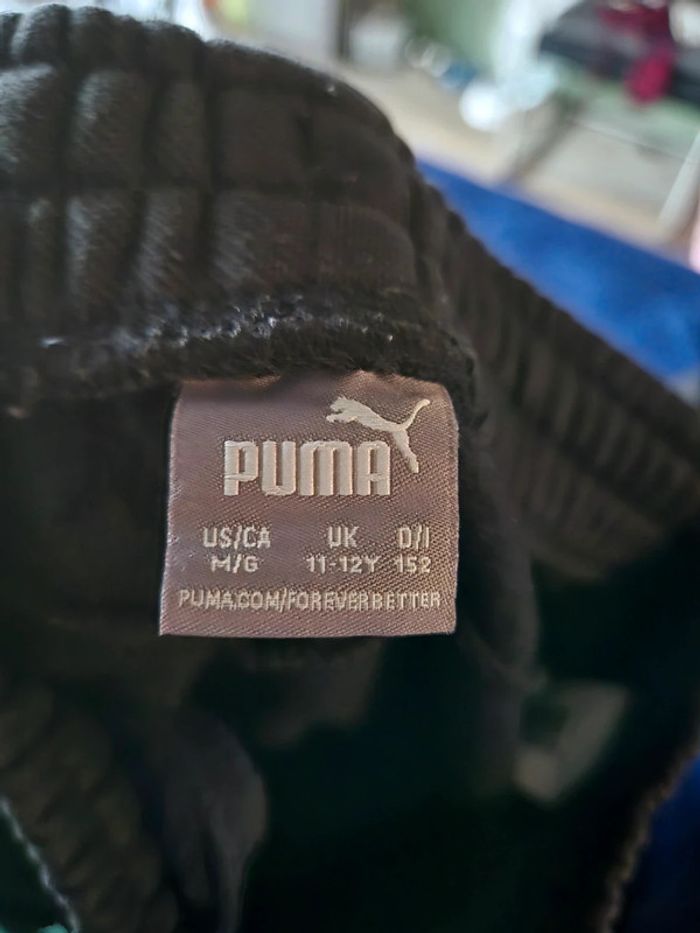 PUMA
US/CA UK D/I
M/G 11-12Y 152
PUMA.COM/FOREVERBETTER